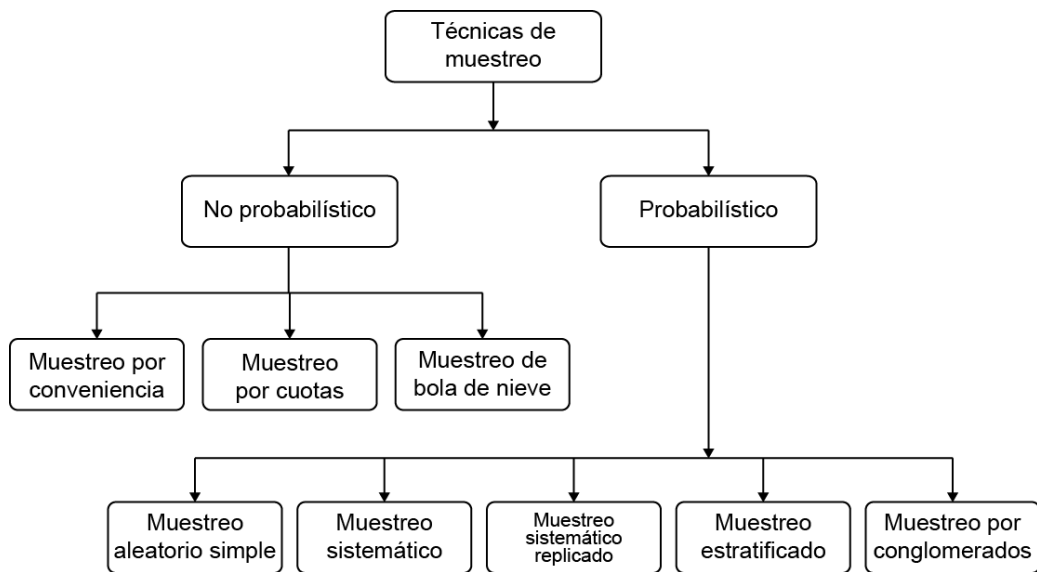 Técnicas de
muestreo
No probabilístico
Probabilístico
Muestreo por
conveniencia
Muestreo
por cuotas
Muestreo de
bola de nieve
Muestreo
aleatorio simple
Muestreo
sistemático
Muestreo
sistemático
replicado
Muestreo
estratificado
Muestreo por
conglomerados